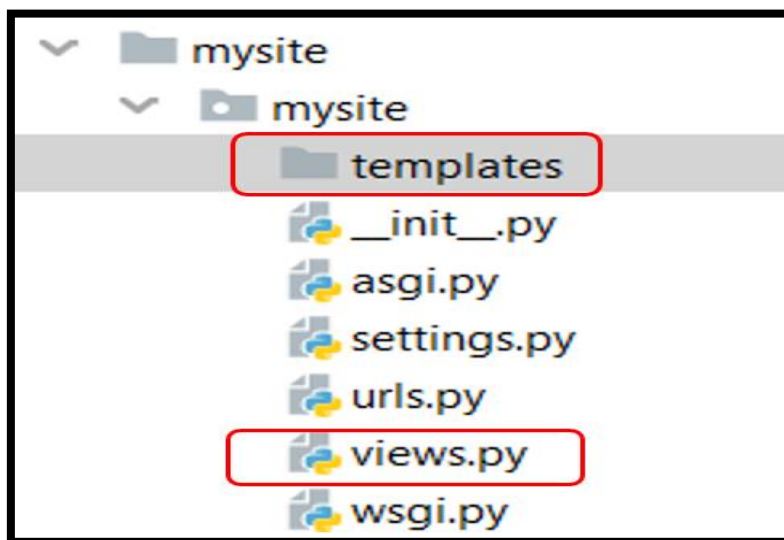 mysite
mysite
templates
__init__.py
asgi.py
settings.py
urls.py
views.py
wsgi.py